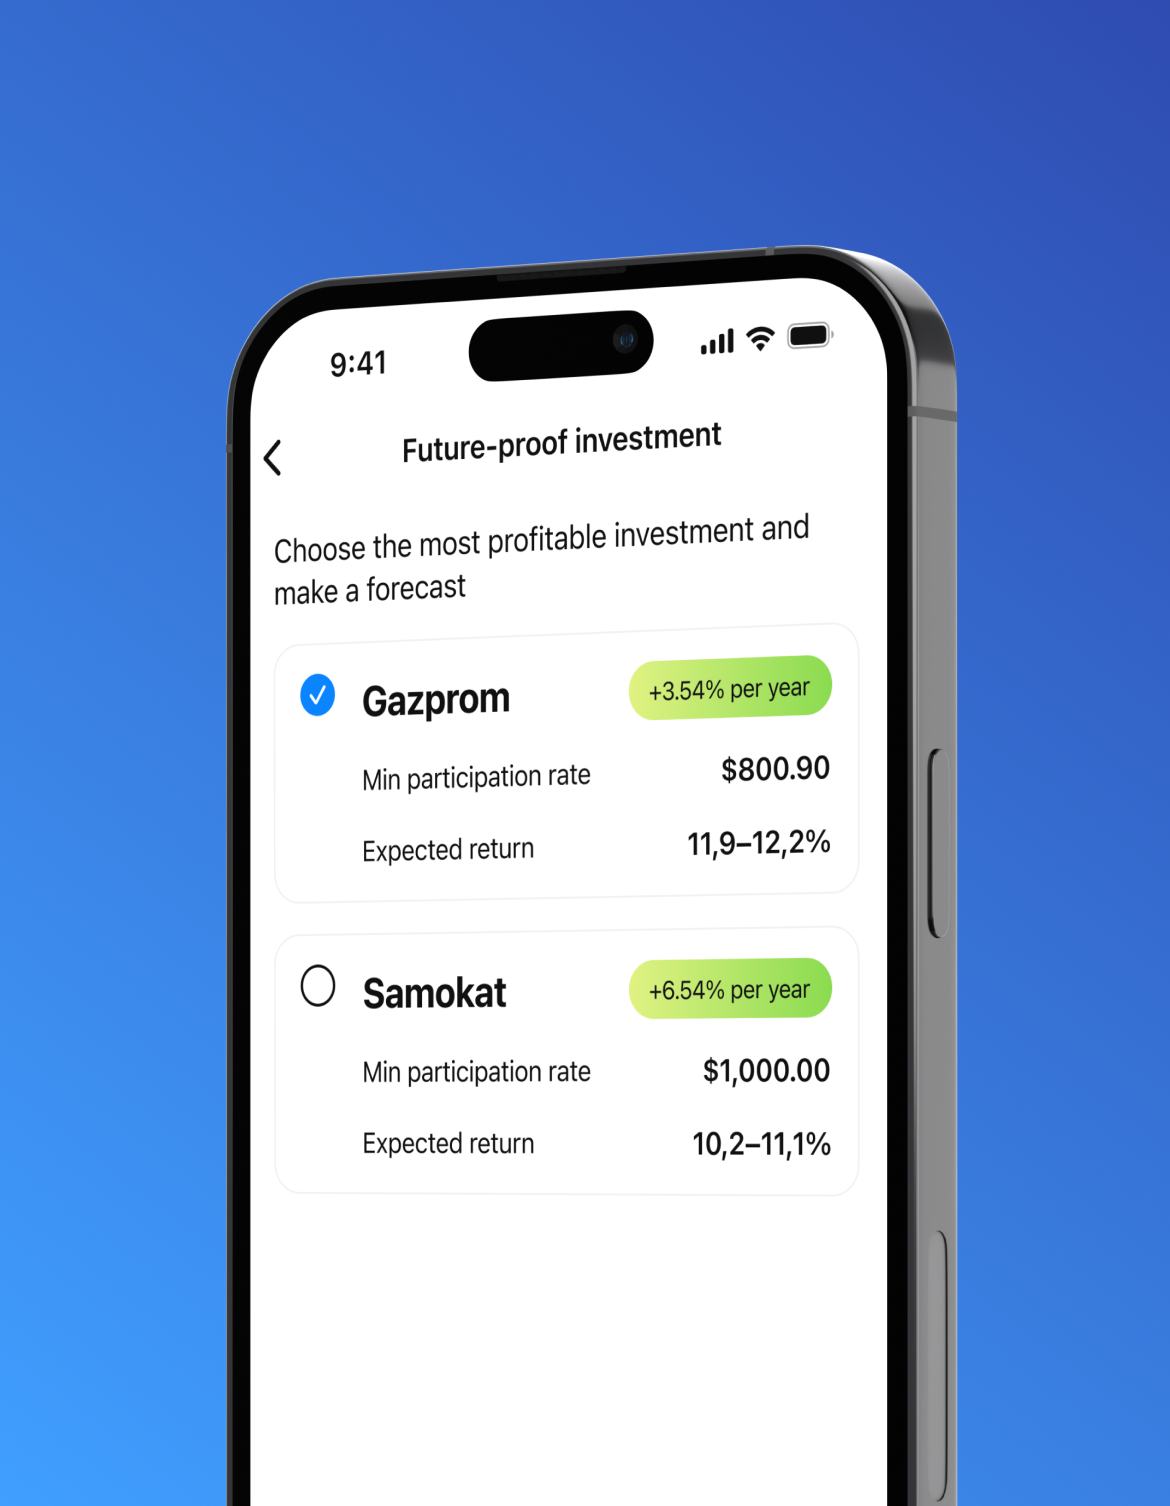 9:41
Future-proof investment
Choose the most profitable investment and
make a forecast
Gazprom
+3.54% per year
Min participation rate
$800.90
Expected return
11,9–12,2%
Samokat
+6.54% per year
Min participation rate
$1,000.00
Expected return
10,2–11,1%